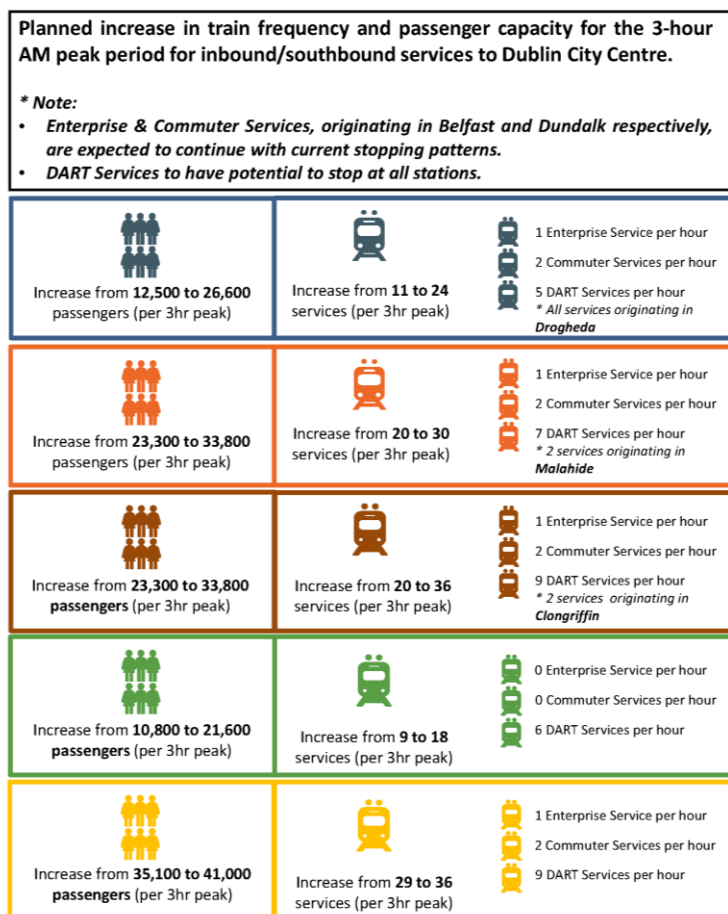 Planned increase in train frequency and passenger capacity for the 3-hour
AM peak period for inbound/southbound services to Dublin City Centre.
* Note:
• Enterprise & Commuter Services, originating in Belfast and Dundalk respectively,
are expected to continue with current stopping patterns.
• DART Services to have potential to stop at all stations.
Increase from 12,500 to 26,600
passengers (per 3hr peak)
Increase from 11 to 24
services (per 3hr peak)
1 Enterprise Service per hour
2 Commuter Services per hour
5 DART Services per hour
* All services originating in
Drogheda
Increase from 23,300 to 33,800
passengers (per 3hr peak)
Increase from 20 to 30
services (per 3hr peak)
1 Enterprise Service per hour
2 Commuter Services per hour
7 DART Services per hour
* 2 services originating in
Malahide
Increase from 23,300 to 33,800
passengers (per 3hr peak)
Increase from 20 to 36
services (per 3hr peak)
1 Enterprise Service per hour
2 Commuter Services per hour
9 DART Services per hour
* 2 services originating in
Clongriffin
Increase from 10,800 to 21,600
passengers (per 3hr peak)
Increase from 9 to 18
services (per 3hr peak)
0 Enterprise Service per hour
0 Commuter Services per hour
6 DART Services per hour
Increase from 35,100 to 41,000
passengers (per 3hr peak)
Increase from 29 to 36
services (per 3hr peak)
1 Enterprise Service per hour
2 Commuter Services per hour
9 DART Services per hour